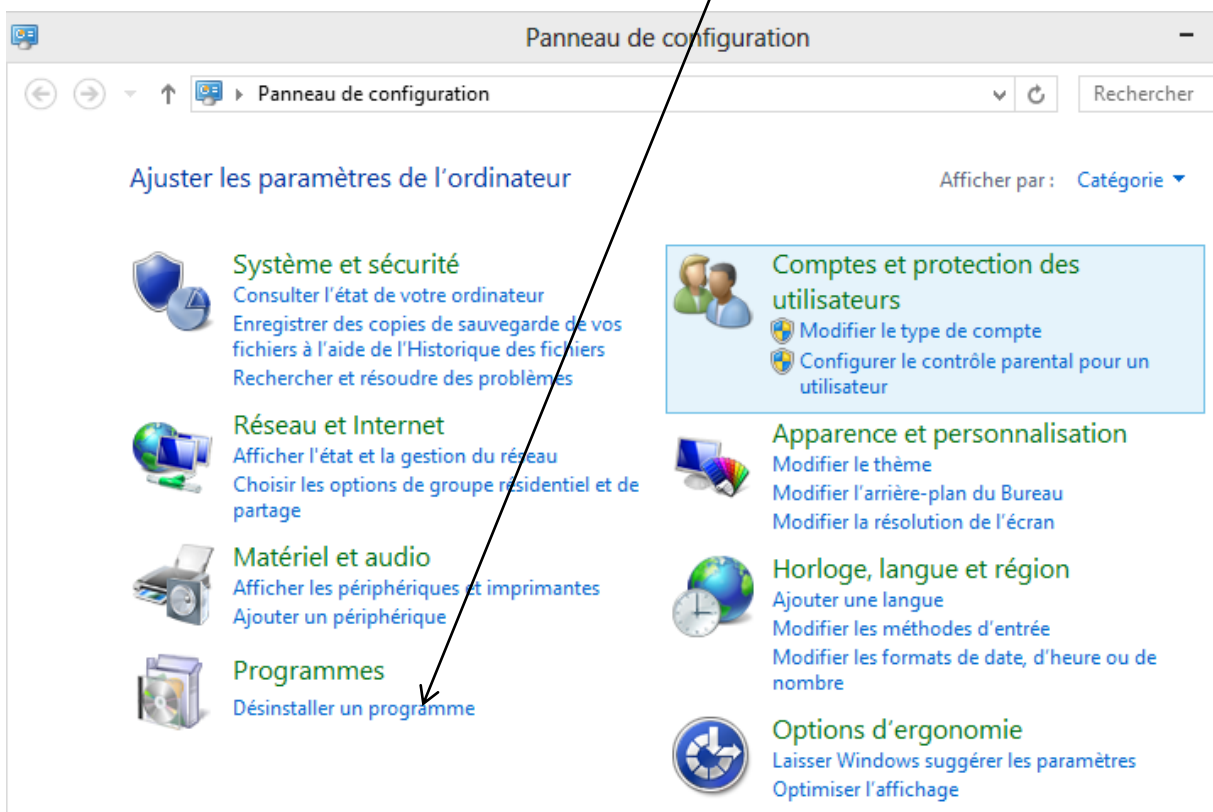 Panneau de configuration
Panneau de configuration
Rechercher
Ajuster les paramètres de l'ordinateur
Afficher par :
Catégorie
Système et sécurité
Consulter l'état de votre ordinateur
Enregistrer des copies de sauvegarde de vos
fichiers à l'aide de l'Historique des fichiers
Rechercher et résoudre des problèmes
Réseau et Internet
Afficher l'état et la gestion du réseau
Choisir les options de groupe résidentiel et de
partage
Matériel et audio
Afficher les périphériques et imprimantes
Ajouter un périphérique
Programmes
Désinstaller un programme
Comptes et protection des
utilisateurs
Modifier le type de compte
Configurer le contrôle parental pour un
utilisateur
Apparence et personnalisation
Modifier le thème
Modifier l'arrière-plan du Bureau
Modifier la résolution de l'écran
Horloge, langue et région
Ajouter une langue
Modifier les méthodes d'entrée
Modifier les formats de date, d'heure ou de
nombre
Options d'ergonomie
Laisser Windows suggérer les paramètres
Optimiser l'affichage